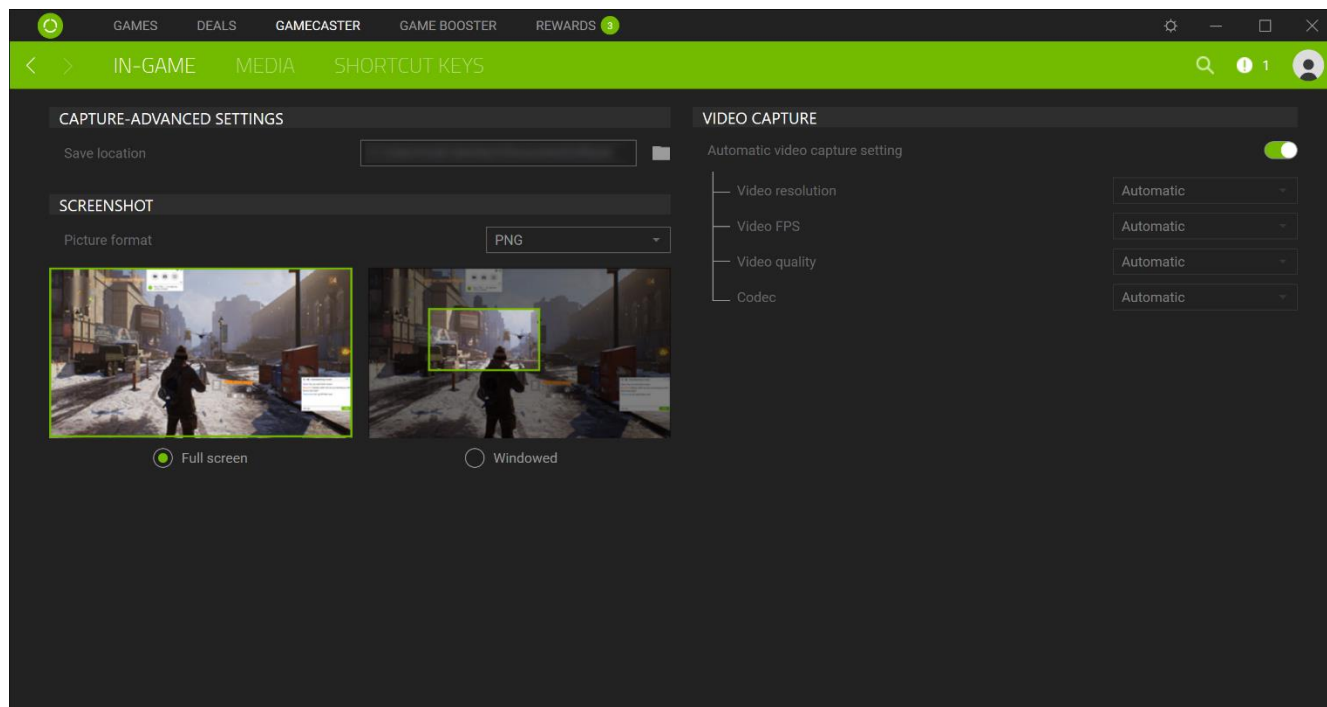 GAMES DEALS GAMECASTER GAME BOOSTER REWARDS 3
IN-GAME MEDIA SHORTCUT KEYS 1
CAPTURE-ADVANCED SETTINGS
Save location
SCREENSHOT
Picture format PNG
Full screen Windowed
VIDEO CAPTURE
Automatic video capture setting
Video resolution Automatic
Video FPS Automatic
Video quality Automatic
Codec Automatic